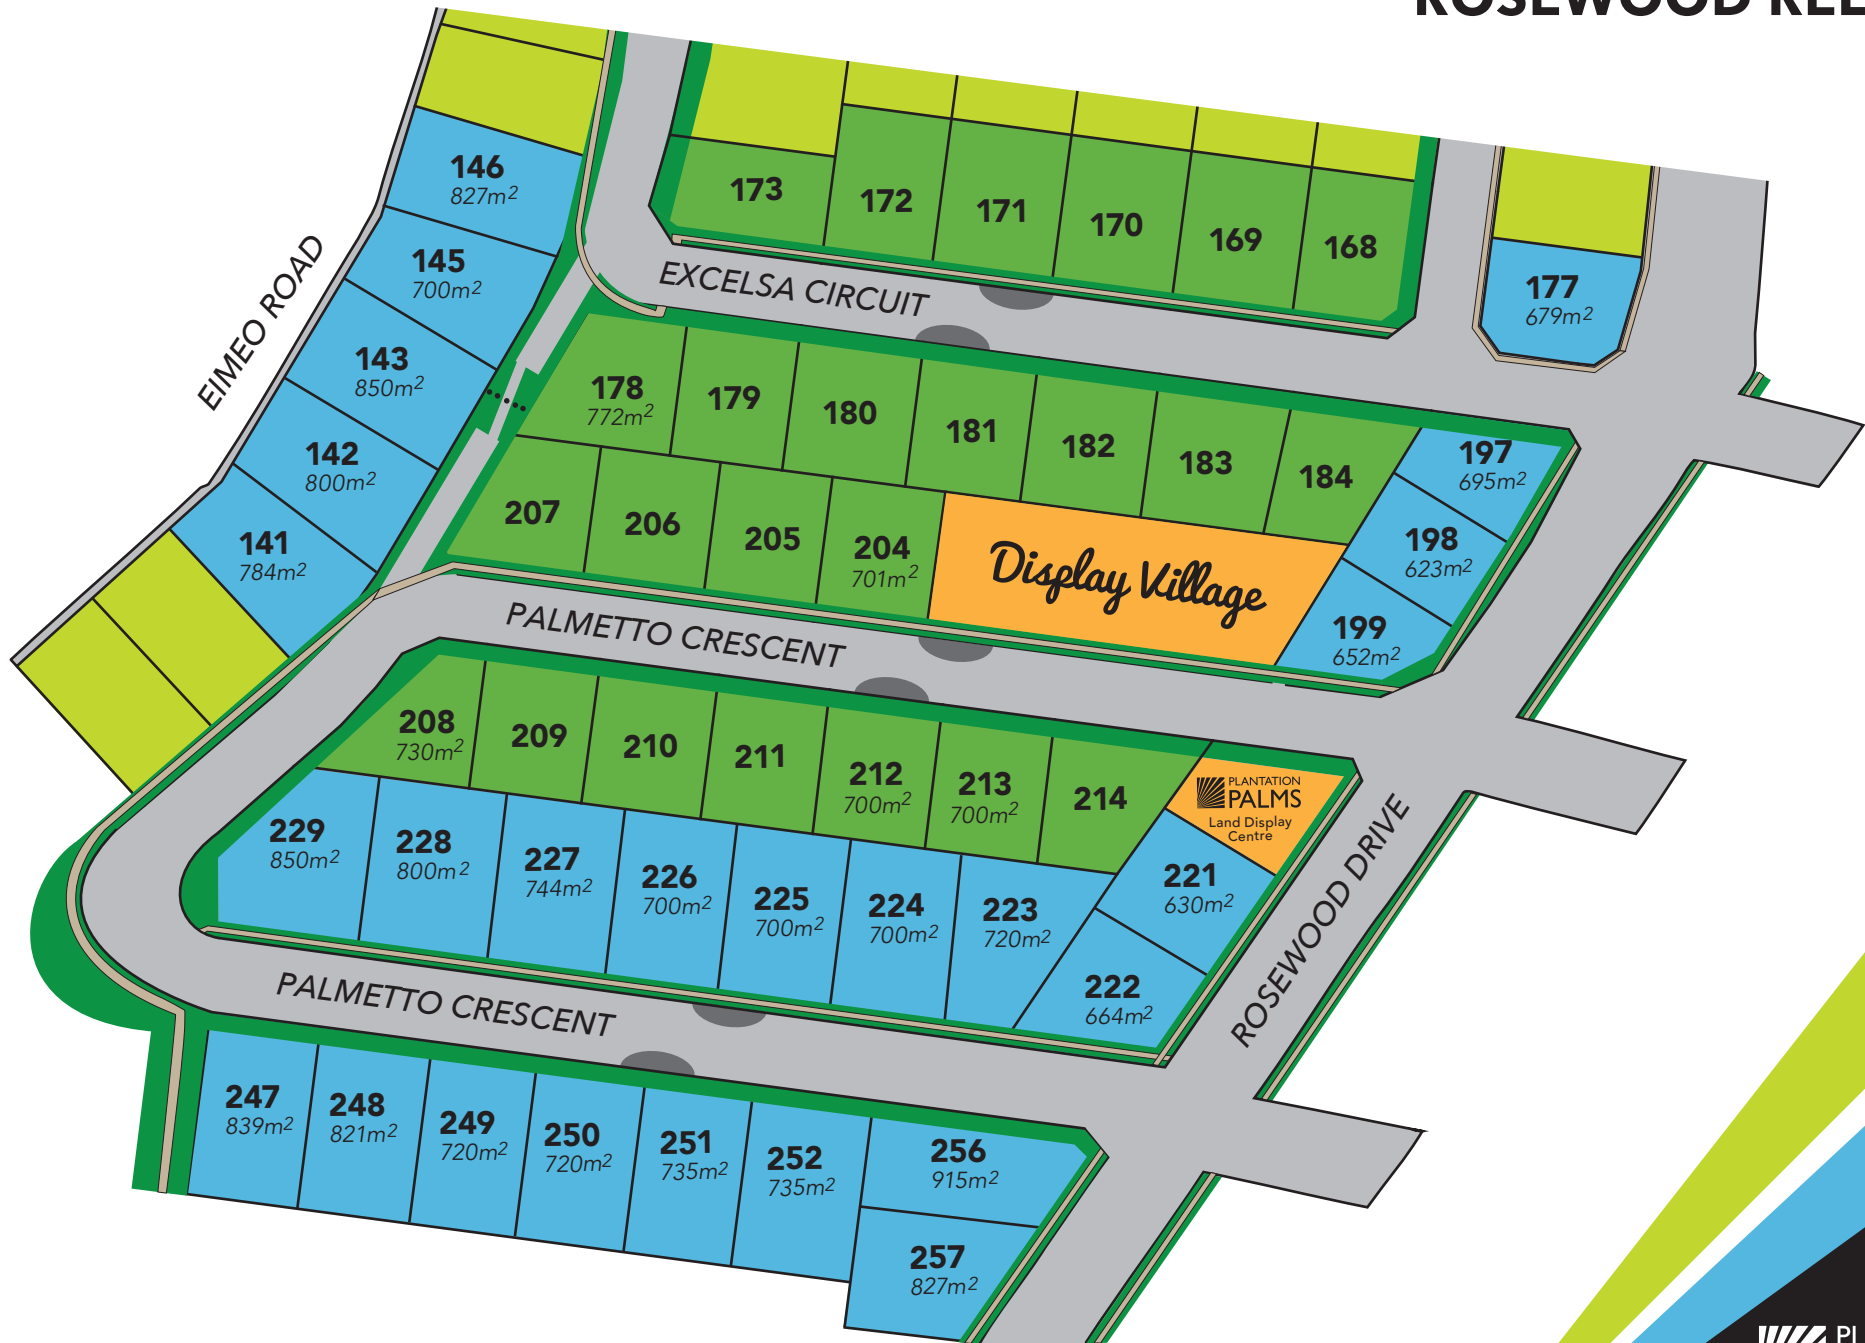 146
827m²
145
700m²
143
850m²
142
800m²
141
784m²
EIMEO ROAD
173
172
171
170
169
168
177
679m²
EXCELSA CIRCUIT
178
772m²
179
180
181
182
183
184
197
695m²
198
623m²
199
652m²
207
206
205
204
701m²
Display Village
PALMETTO CRESCENT
208
730m²
209
210
211
212
700m²
213
700m²
214
PLANTATION
PALMS
Land Display
Centre
229
850m²
228
800m²
227
744m²
226
700m²
225
700m²
224
700m²
223
720m²
221
630m²
222
664m²
ROSEWOOD DRIVE
PALMETTO CRESCENT
247
839m²
248
821m²
249
720m²
250
720m²
251
735m²
252
735m²
256
915m²
257
827m²